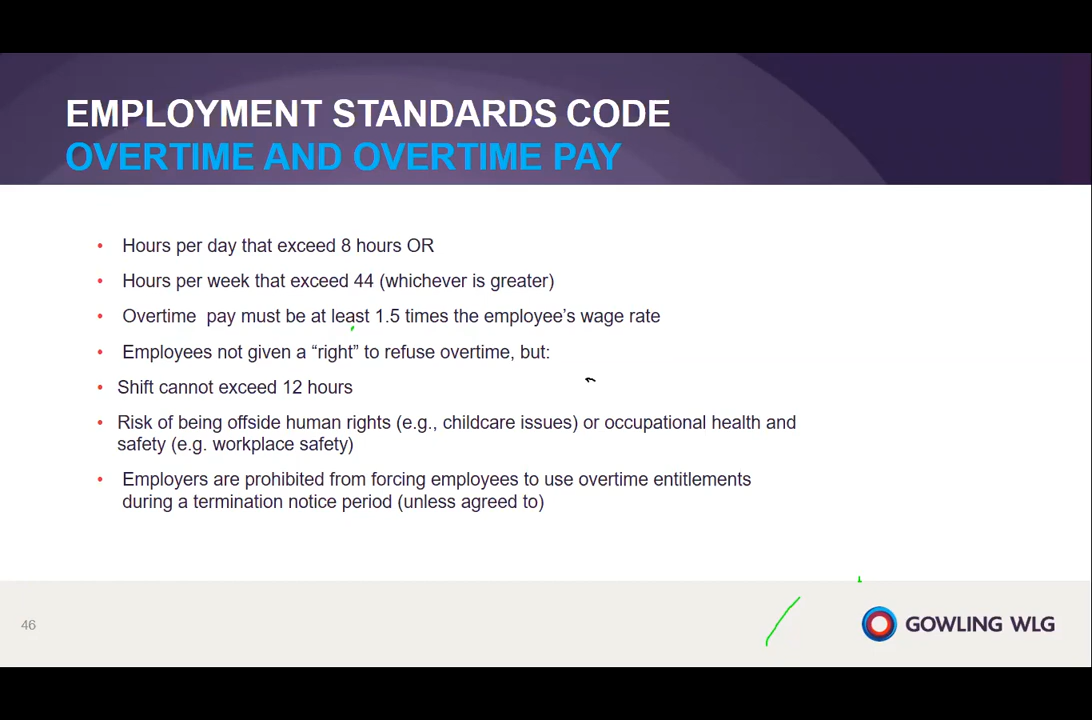 EMPLOYMENT STANDARDS CODE
OVERTIME AND OVERTIME PAY
• Hours per day that exceed 8 hours OR
• Hours per week that exceed 44 (whichever is greater)
• Overtime  pay must be at least 1.5 times the employee’s wage rate
• Employees not given a “right” to refuse overtime, but:
• Shift cannot exceed 12 hours
• Risk of being offside human rights (e.g., childcare issues) or occupational health and
safety (e.g. workplace safety)
• Employers are prohibited from forcing employees to use overtime entitlements
during a termination notice period (unless agreed to)
46
GOWLING WLG